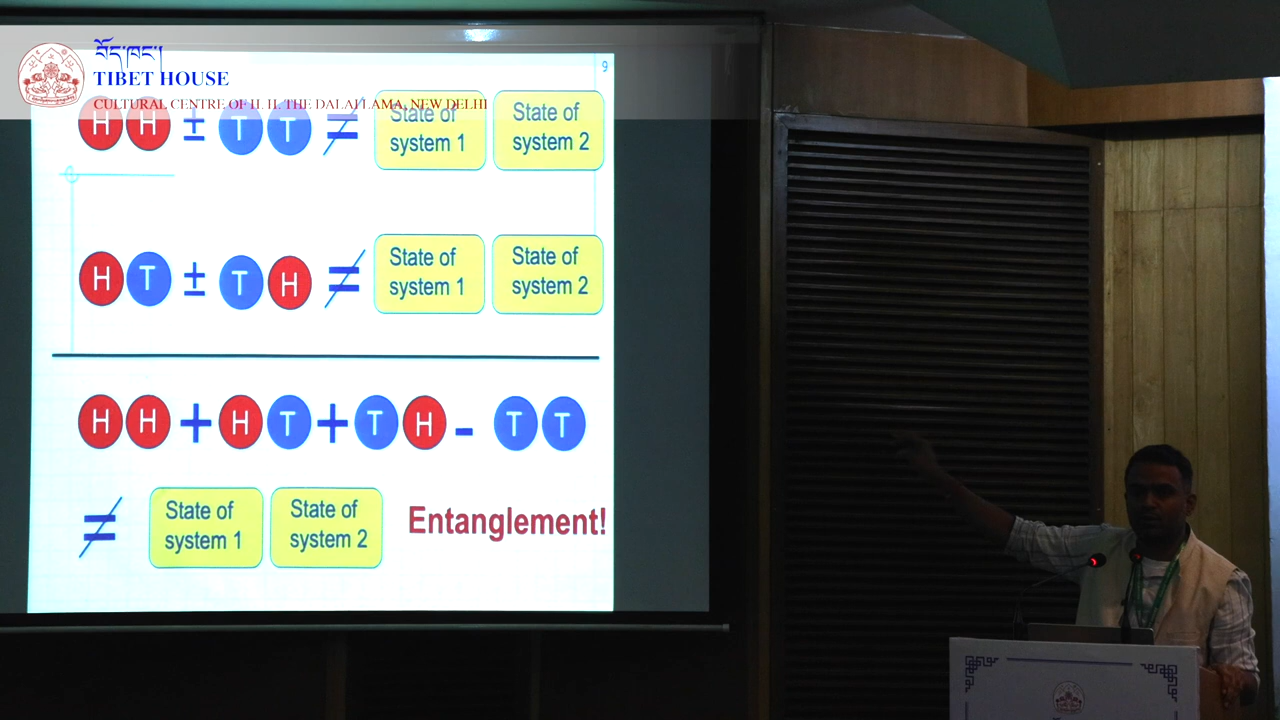 བོད་ཁང་།
TIBET HOUSE
CULTURAL CENTRE OF H. H. THE DALAI LAMA, NEW DELHI
9
H H ± T T ≠ State of system 1 State of system 2
H T ± T H ≠ State of system 1 State of system 2
H H + H T + T H - T T
≠ State of system 1 State of system 2 Entanglement!